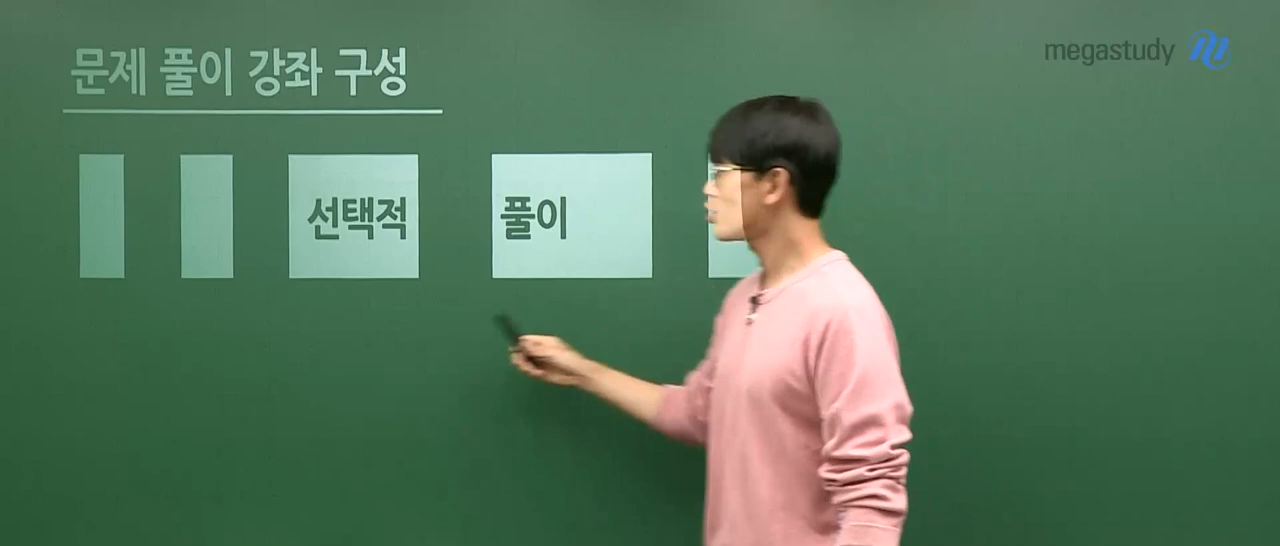 문제 풀이 강좌 구성
megastudy
선택적
풀이